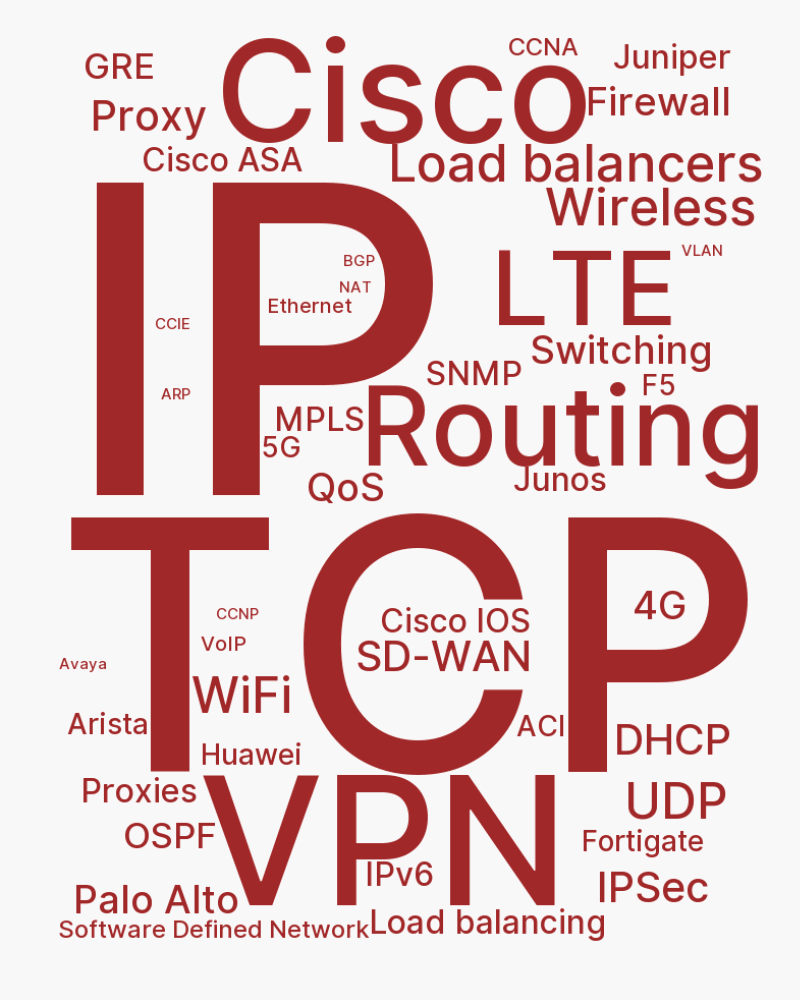 CCNA
Cisco
GRE
Juniper
Proxy
Firewall
Cisco ASA
Load balancers
Wireless
IP
BGP
NAT
Ethernet
CCIE
ARP
LTE
VLAN
Switching
SNMP
F5
MPLS
Routing
5G
QoS
Junos
TCP
4G
Cisco IOS
CCNP
VoIP
SD-WAN
Avaya
WiFi
Arista
ACI
DHCP
Huawei
Proxies
VPN
UDP
OSPF
Fortigate
IPv6
IPSec
Palo Alto
Load balancing
Software Defined Network